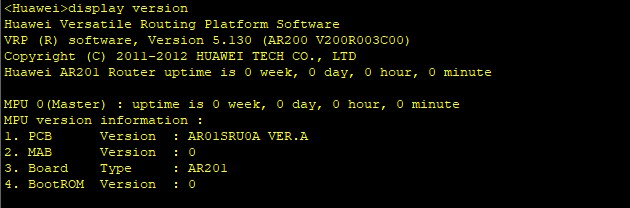 <Huawei>display version
Huawei Versatile Routing Platform Software
VRP (R) software, Version 5.130 (AR200 V200R003C00)
Copyright (C) 2011-2012 HUAWEI TECH CO., LTD
Huawei AR201 Router uptime is 0 week, 0 day, 0 hour, 0 minute
MPU 0(Master) : uptime is 0 week, 0 day, 0 hour, 0 minute
MPU version information :
1. PCB      Version  : AR01SRU0A VER.A
2. MAB      Version  : 0
3. Board    Type     : AR201
4. BootROM  Version  : 0